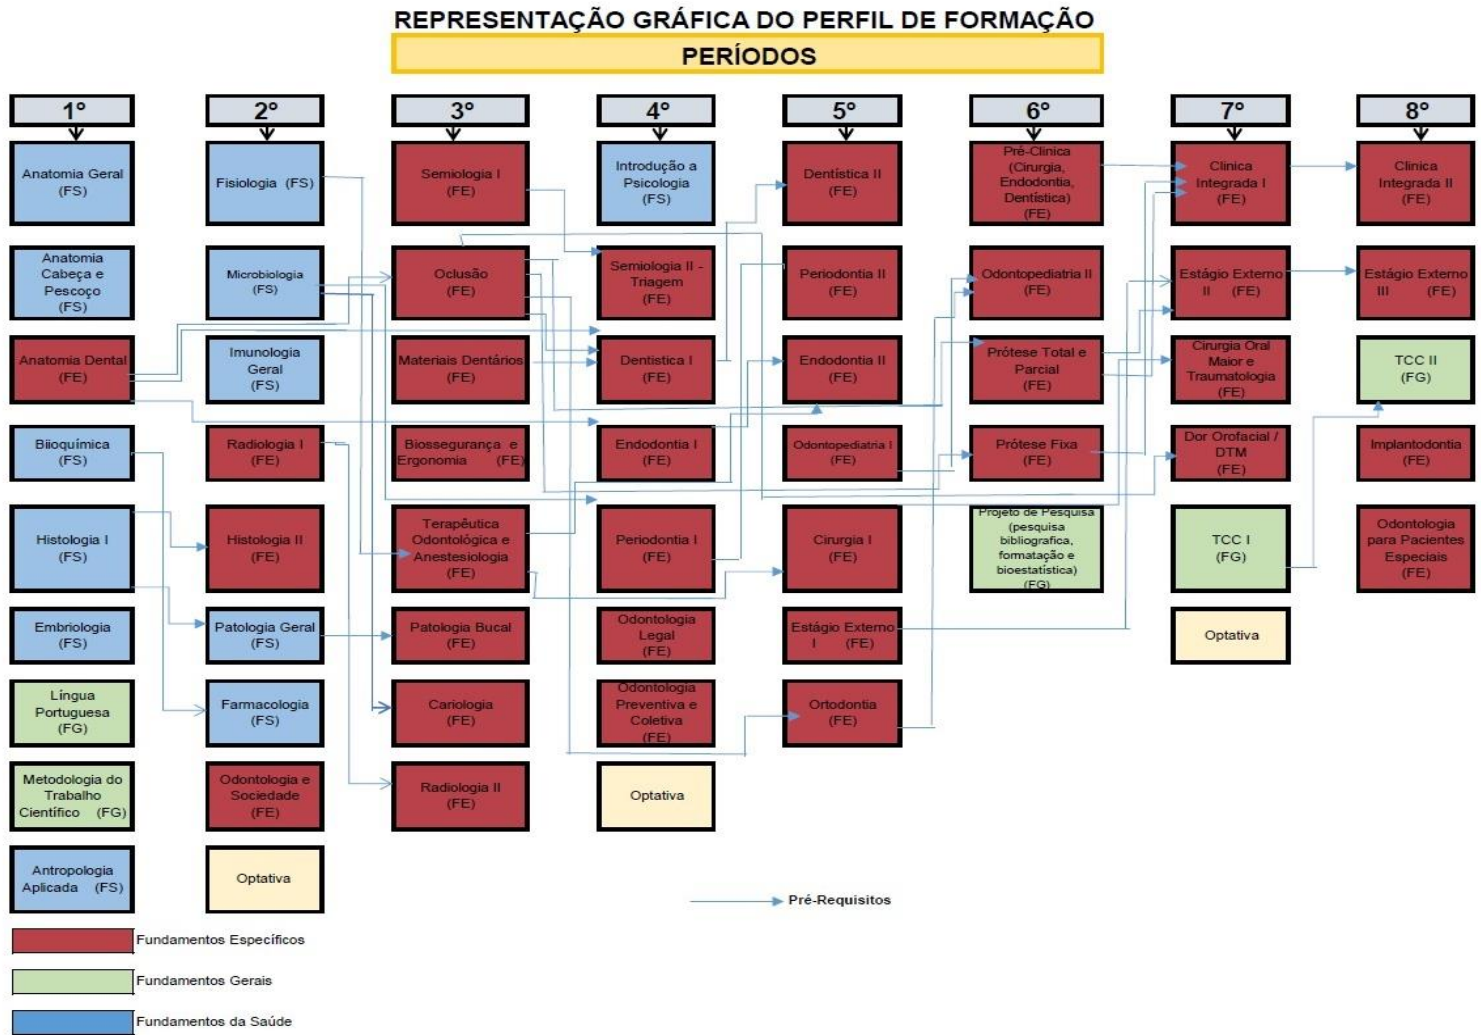 REPRESENTAÇÃO GRÁFICA DO PERFIL DE FORMAÇÃO
PERÍODOS
1°
2°
3°
4°
5°
6°
7°
8°
Anatomia Geral
(FS)
Anatomia
Cabeça e
Pescoço
(FS)
Anatomia Dental
(FE)
Biioquímica
(FS)
Histologia I
(FS)
Embriologia
(FS)
Língua
Portuguesa
(FG)
Metodologia do
Trabalho
Científico (FG)
Antropologia
Aplicada (FS)
Fisiologia (FS)
Microbiologia
(FS)
Imunologia
Geral
(FS)
Radiologia I
(FE)
Histologia II
(FE)
Patologia Geral
(FS)
Farmacologia
(FS)
Odontologia e
Sociedade
(FE)
Optativa
Semiologia I
(FE)
Oclusão
(FE)
Materiais Dentários
(FE)
Biossegurança e
Ergonomia (FE)
Terapêutica
Odontológica e
Anestesiologia
(FE)
Patologia Bucal
(FE)
Cariologia
(FE)
Radiologia II
(FE)
Introdução a
Psicologia
(FS)
Semiologia II -
Triagem
(FE)
Dentistica I
(FE)
Endodontia I
(FE)
Periodontia I
(FE)
Odontologia
Legal
(FE)
Odontologia
Preventiva e
Coletiva
(FE)
Optativa
Dentística II
(FE)
Periodontia II
(FE)
Endodontia II
(FE)
Odontopediatria I
(FE)
Cirurgia I
(FE)
Estágio Externo
I (FE)
Ortodontia
(FE)
Pré-Clinica
(Cirurgia,
Endodontia,
Dentística)
(FE)
Odontopediatria II
(FE)
Prótese Total e
Parcial
(FE)
Prótese Fixa
(FE)
Projeto de Pesquisa
(pesquisa
bibliografica,
formatação e
bioestatística)
(FG)
Clinica
Integrada I
(FE)
Estágio Externo
II (FE)
Cirurgia Oral
Maior e
Traumatologia
(FE)
Dor Orofacial /
DTM
(FE)
TCC I
(FG)
Optativa
Clinica
Integrada II
(FE)
Estágio Externo
III (FE)
TCC II
(FG)
Implantodontia
(FE)
Odontologia
para Pacientes
Especiais
(FE)
Pré-Requisitos
Fundamentos Específicos
Fundamentos Gerais
Fundamentos da Saúde